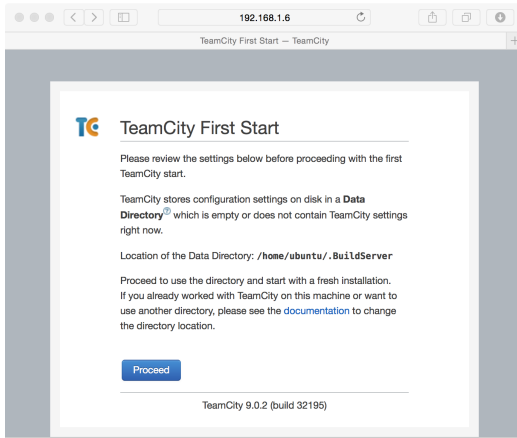 192.168.1.6
TeamCity First Start — TeamCity
TC
TeamCity First Start
Please review the settings below before proceeding with the first
TeamCity start.
TeamCity stores configuration settings on disk in a Data
Directory? which is empty or does not contain TeamCity settings
right now.
Location of the Data Directory: /home/ubuntu/.BuildServer
Proceed to use the directory and start with a fresh installation.
If you already worked with TeamCity on this machine or want to
use another directory, please see the documentation to change
the directory location.
Proceed
TeamCity 9.0.2 (build 32195)